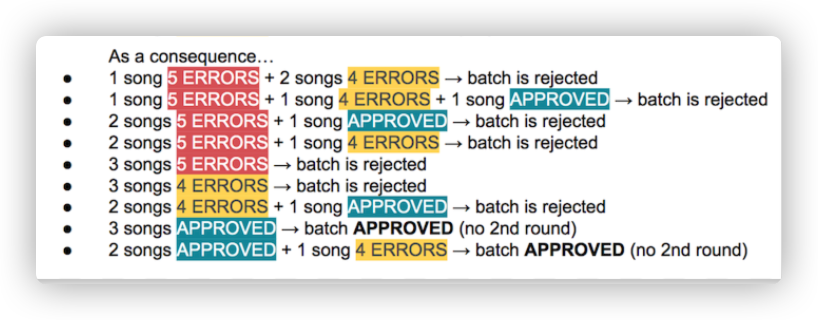 As a consequence…
● 1 song 5 ERRORS + 2 songs 4 ERRORS → batch is rejected
● 1 song 5 ERRORS + 1 song 4 ERRORS + 1 song APPROVED → batch is rejected
● 2 songs 5 ERRORS + 1 song APPROVED → batch is rejected
● 2 songs 5 ERRORS + 1 song 4 ERRORS → batch is rejected
● 3 songs 5 ERRORS → batch is rejected
● 3 songs 4 ERRORS → batch is rejected
● 2 songs 4 ERRORS + 1 song APPROVED → batch is rejected
● 3 songs APPROVED → batch APPROVED (no 2nd round)
● 2 songs APPROVED + 1 song 4 ERRORS → batch APPROVED (no 2nd round)